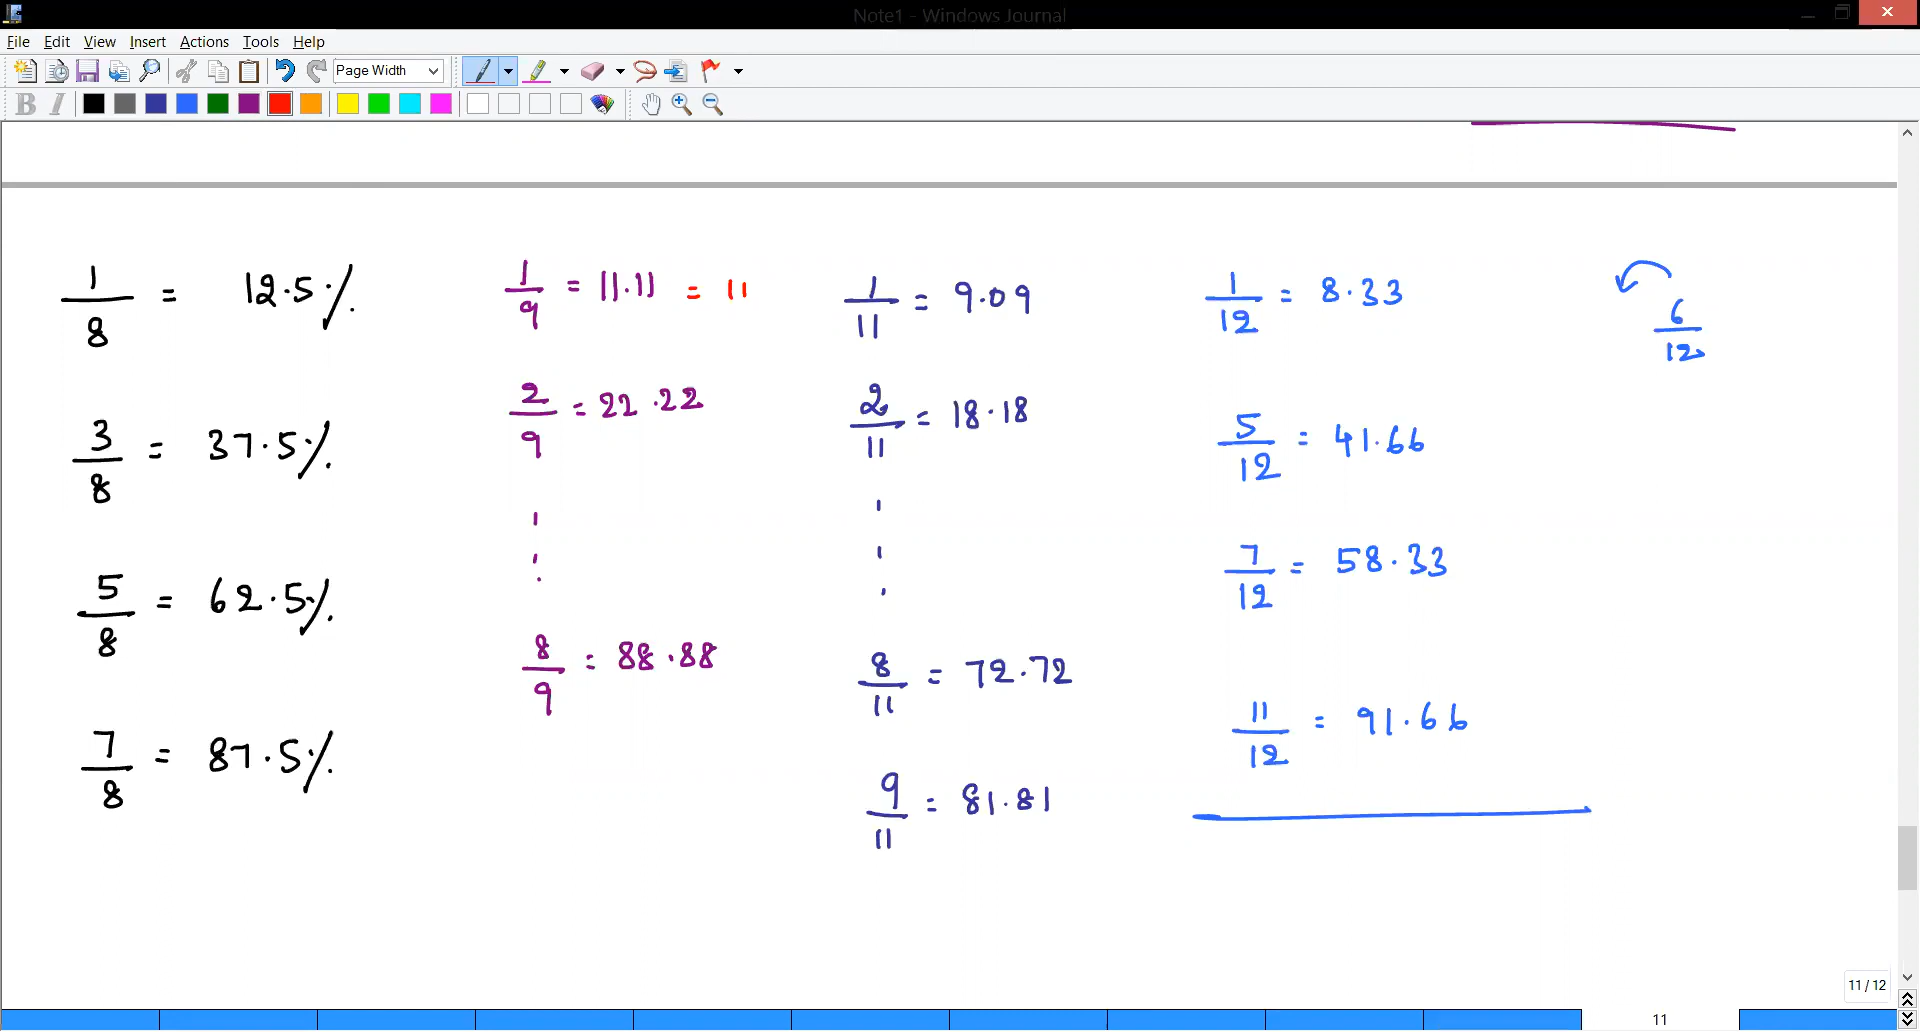 Note1 - Windows Journal
File Edit View Insert Actions Tools Help
Page Width
B I
1/8 = 12.5%
3/8 = 37.5%
5/8 = 62.5%
7/8 = 87.5%
1/9 = 11.11 = 11
2/9 = 22.22
8/9 = 88.88
1/11 = 9.09
2/11 = 18.18
8/11 = 72.72
9/11 = 81.81
1/12 = 8.33
5/12 = 41.66
7/12 = 58.33
11/12 = 91.66
6/12
11 / 12
11